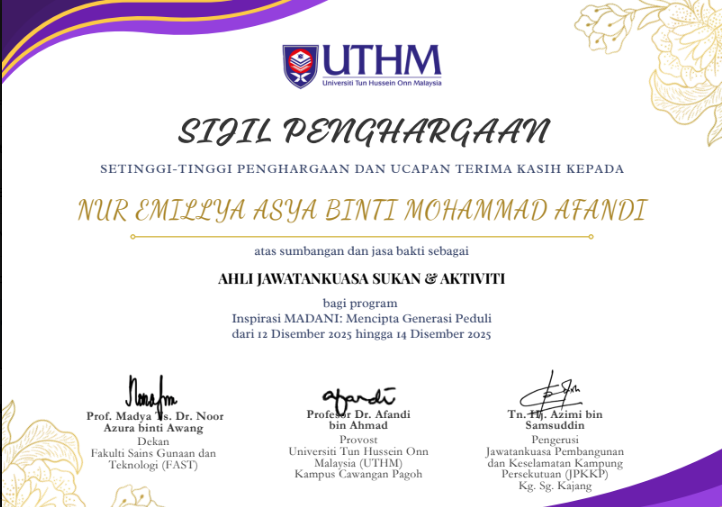 UTHM
Universiti Tun Hussein Onn Malaysia
SIJIL PENGHARGAAN
SETINGGI-TINGGI PENGHARGAAN DAN UCAPAN TERIMA KASIH KEPADA
NUR EMILLYA ASYA BINTI MOHAMMAD AFANDI
atas sumbangan dan jasa bakti sebagai
AHLI JAWATANKUASA SUKAN & AKTIVITI
bagi program
Inspirasi MADANI: Mencipta Generasi Peduli
dari 12 Disember 2025 hingga 14 Disember 2025
Prof. Madya Ts. Dr. Noor
Azura binti Awang
Dekan
Fakulti Sains Gunaan dan
Teknologi (FAST)
afandi
Profesor Dr. Afandi
bin Ahmad
Provost
Universiti Tun Hussein Onn
Malaysia (UTHM)
Kampus Cawangan Pagoh
Tn. Hj. Azimi bin
Samsuddin
Pengerusi
Jawatankuasa Pembangunan
dan Keselamatan Kampung
Persekutuan (JPKKP)
Kg. Sg. Kajang